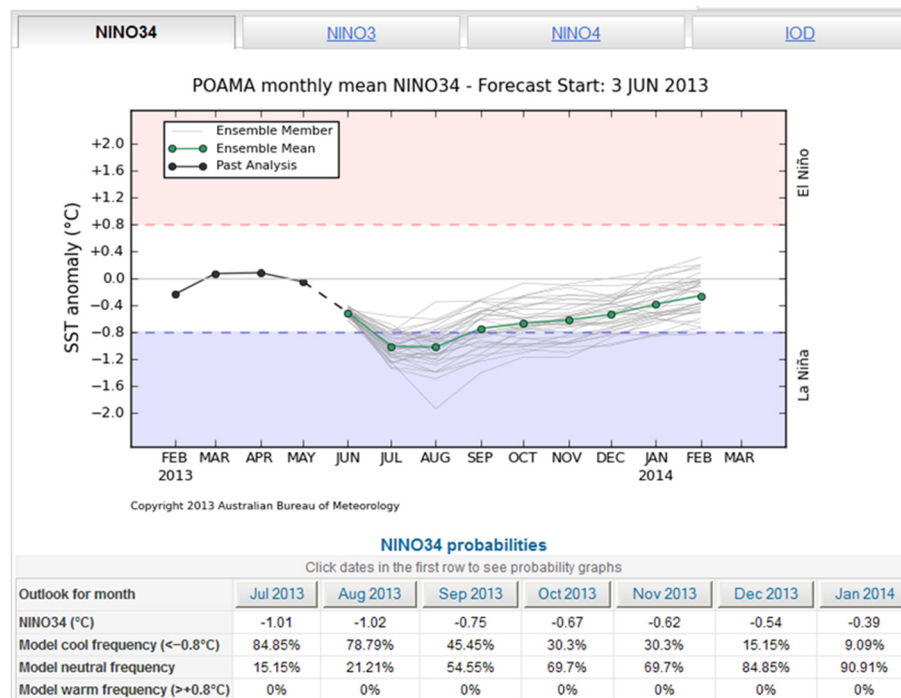 NINO34 NINO3 NINO4 IOD
POAMA monthly mean NINO34 - Forecast Start: 3 JUN 2013
Ensemble Member
Ensemble Mean
Past Analysis
SST anomaly (°C)
+2.0
+1.6
+1.2
+0.8
+0.4
0.0
−0.4
−0.8
−1.2
−1.6
−2.0
El Niño
La Niña
FEB MAR APR MAY JUN JUL AUG SEP OCT NOV DEC JAN FEB MAR
2013 2014
Copyright 2013 Australian Bureau of Meteorology
NINO34 probabilities
Click dates in the first row to see probability graphs
Outlook for month Jul 2013 Aug 2013 Sep 2013 Oct 2013 Nov 2013 Dec 2013 Jan 2014
NINO34 (°C) -1.01 -1.02 -0.75 -0.67 -0.62 -0.54 -0.39
Model cool frequency (<−0.8°C) 84.85% 78.79% 45.45% 30.3% 30.3% 15.15% 9.09%
Model neutral frequency 15.15% 21.21% 54.55% 69.7% 69.7% 84.85% 90.91%
Model warm frequency (>+0.8°C) 0% 0% 0% 0% 0% 0% 0%